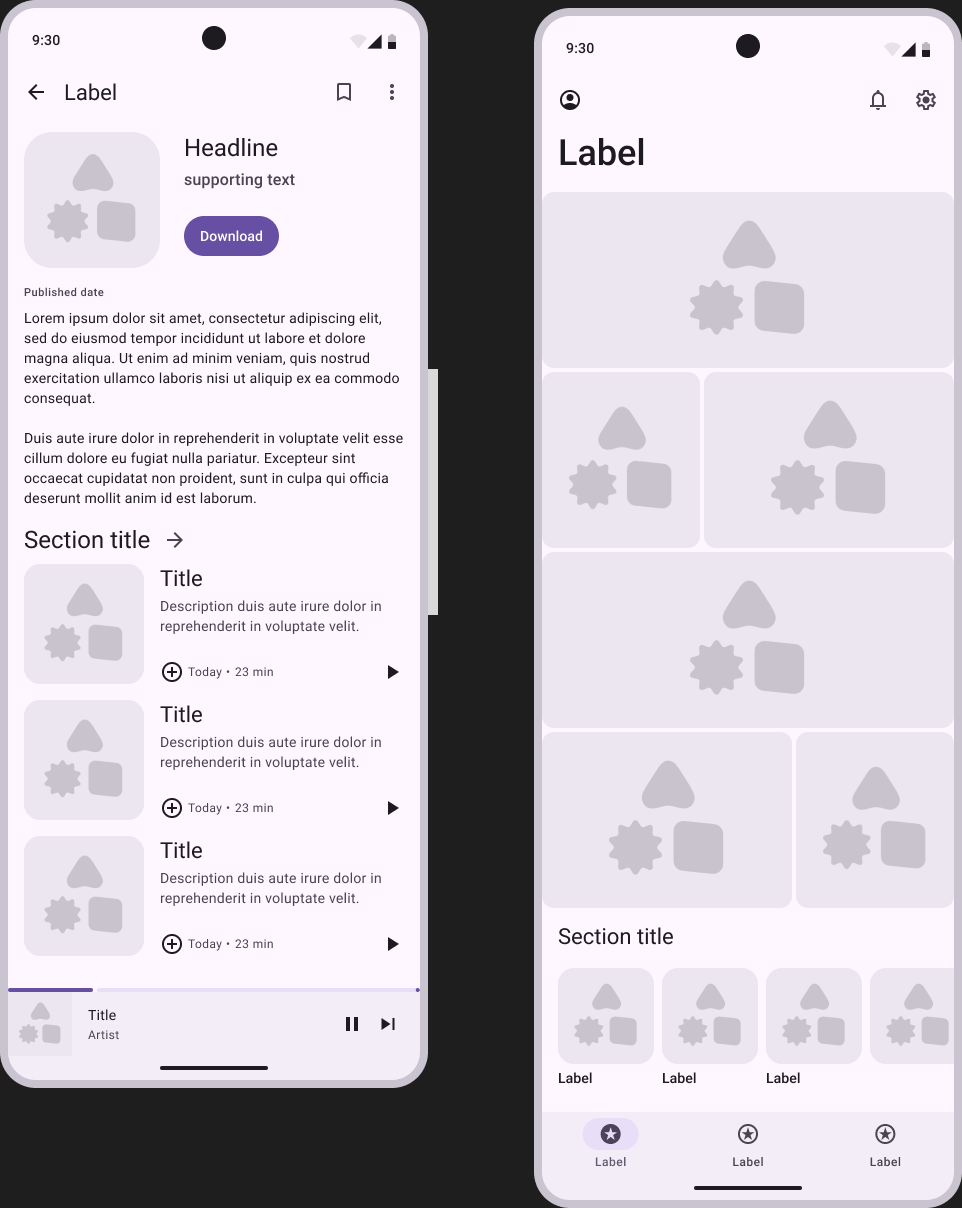 9:30
Label
Headline
supporting text
Download
Published date
Lorem ipsum dolor sit amet, consectetur adipiscing elit,
sed do eiusmod tempor incididunt ut labore et dolore
magna aliqua. Ut enim ad minim veniam, quis nostrud
exercitation ullamco laboris nisi ut aliquip ex ea commodo
consequat.
Duis aute irure dolor in reprehenderit in voluptate velit esse
cillum dolore eu fugiat nulla pariatur. Excepteur sint
occaecat cupidatat non proident, sunt in culpa qui officia
deserunt mollit anim id est laborum.
Section title
Title
Description duis aute irure dolor in
reprehenderit in voluptate velit.
Today • 23 min
Title
Description duis aute irure dolor in
reprehenderit in voluptate velit.
Today • 23 min
Title
Description duis aute irure dolor in
reprehenderit in voluptate velit.
Today • 23 min
Title
Artist
9:30
Label
Section title
Label Label Label
Label Label Label